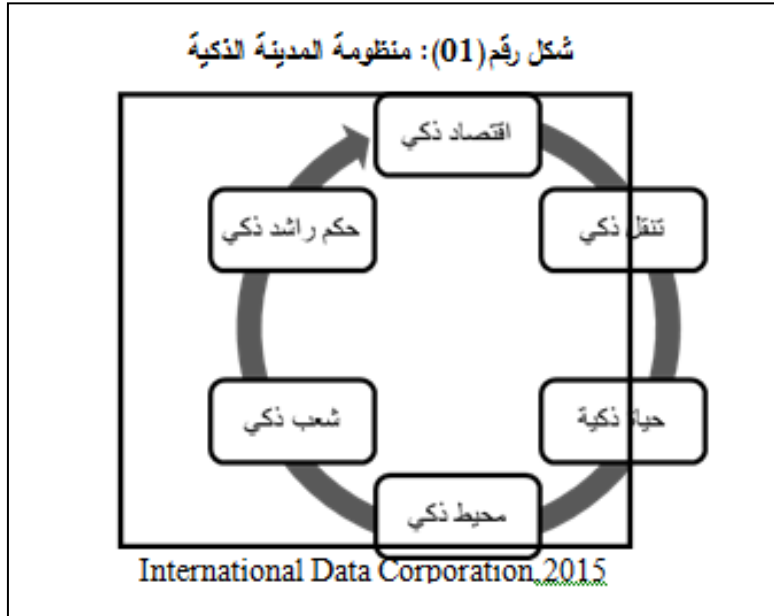 شكل رقم(01): منظومة المدينة الذكية
اقتصاد ذكي
تنقل ذكي
حياة ذكية
محيط ذكي
شعب ذكي
حكم راشد ذكي
International Data Corporation,2015